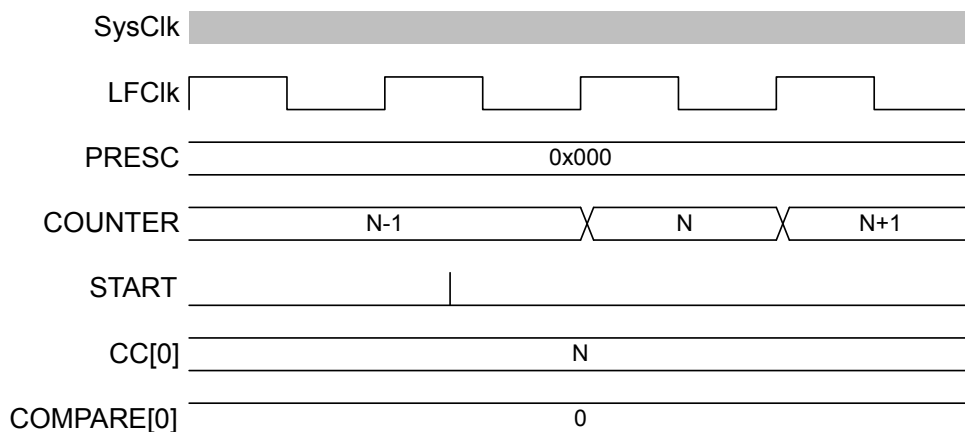 SysClk
LFClk
PRESC 0x000
COUNTER N-1 N N+1
START
CC[0] N
COMPARE[0] 0